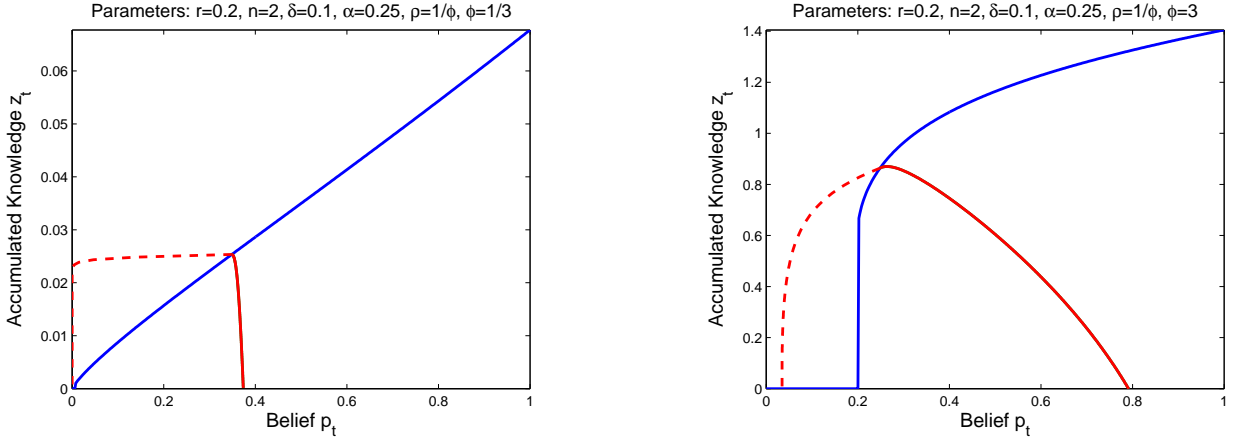 Parameters: r=0.2, n=2, δ=0.1, α=0.25, ρ=1/ϕ, ϕ=1/3
Accumulated Knowledge z_t
0.06
0.05
0.04
0.03
0.02
0.01
0
0 0.2 0.4 0.6 0.8 1
Belief p_t
Parameters: r=0.2, n=2, δ=0.1, α=0.25, ρ=1/ϕ, ϕ=3
Accumulated Knowledge z_t
1.4
1.2
1
0.8
0.6
0.4
0.2
0
0 0.2 0.4 0.6 0.8 1
Belief p_t